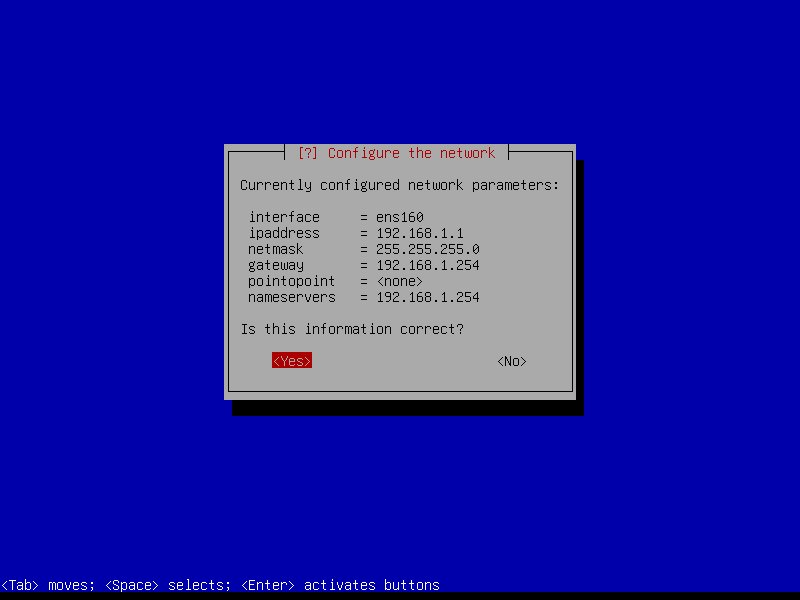 [?] Configure the network
Currently configured network parameters:
interface = ens160
ipaddress = 192.168.1.1
netmask = 255.255.255.0
gateway = 192.168.1.254
pointopoint = <none>
nameservers = 192.168.1.254
Is this information correct?
<Yes> <No>
<Tab> moves; <Space> selects; <Enter> activates buttons